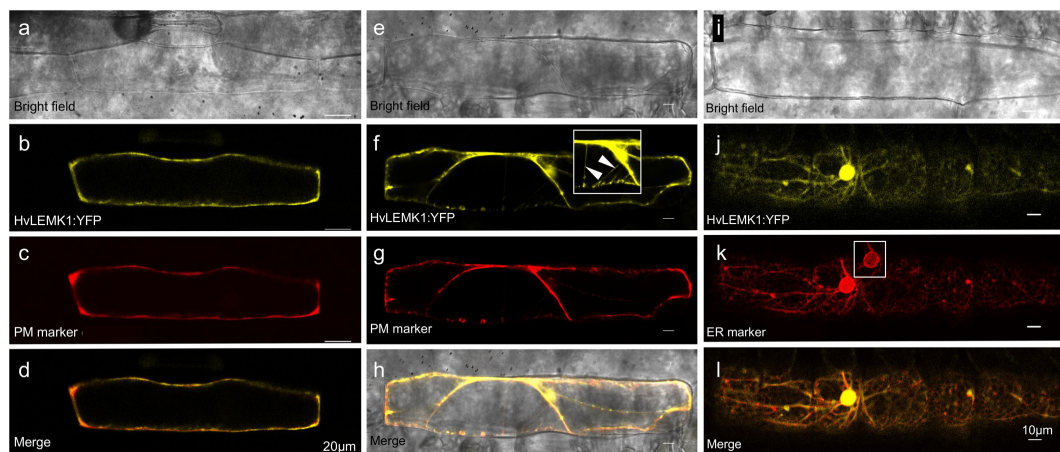 a
Bright field
b
HvLEMK1:YFP
c
PM marker
d
Merge
20µm
e
Bright field
f
HvLEMK1:YFP
g
PM marker
h
Merge
i
Bright field
j
HvLEMK1:YFP
k
ER marker
l
Merge
10µm